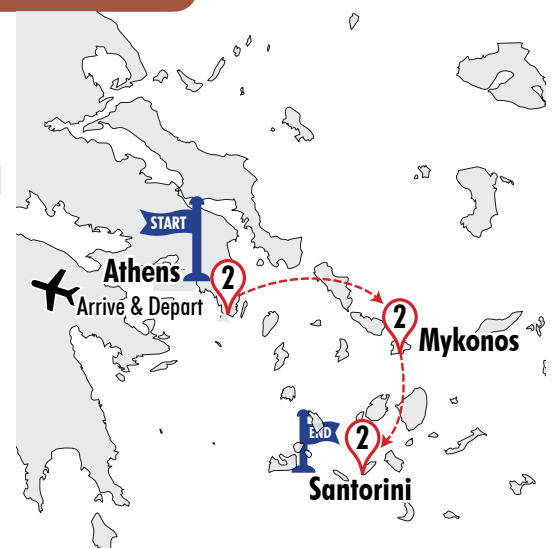 START
Athens
2
Arrive & Depart
2
Mykonos
END
2
Santorini